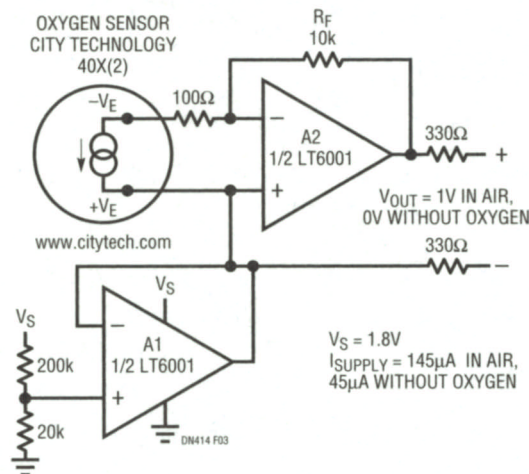 OXYGEN SENSOR
CITY TECHNOLOGY
40X(2)
R_F
10k
100Ω
−V_E
+V_E
−
+
A2
1/2 LT6001
330Ω
+
V_OUT = 1V IN AIR,
0V WITHOUT OXYGEN
www.citytech.com
330Ω
−
V_S
−
+
A1
1/2 LT6001
V_S
200k
20k
V_S = 1.8V
I_SUPPLY = 145µA IN AIR,
45µA WITHOUT OXYGEN
DN414 F03